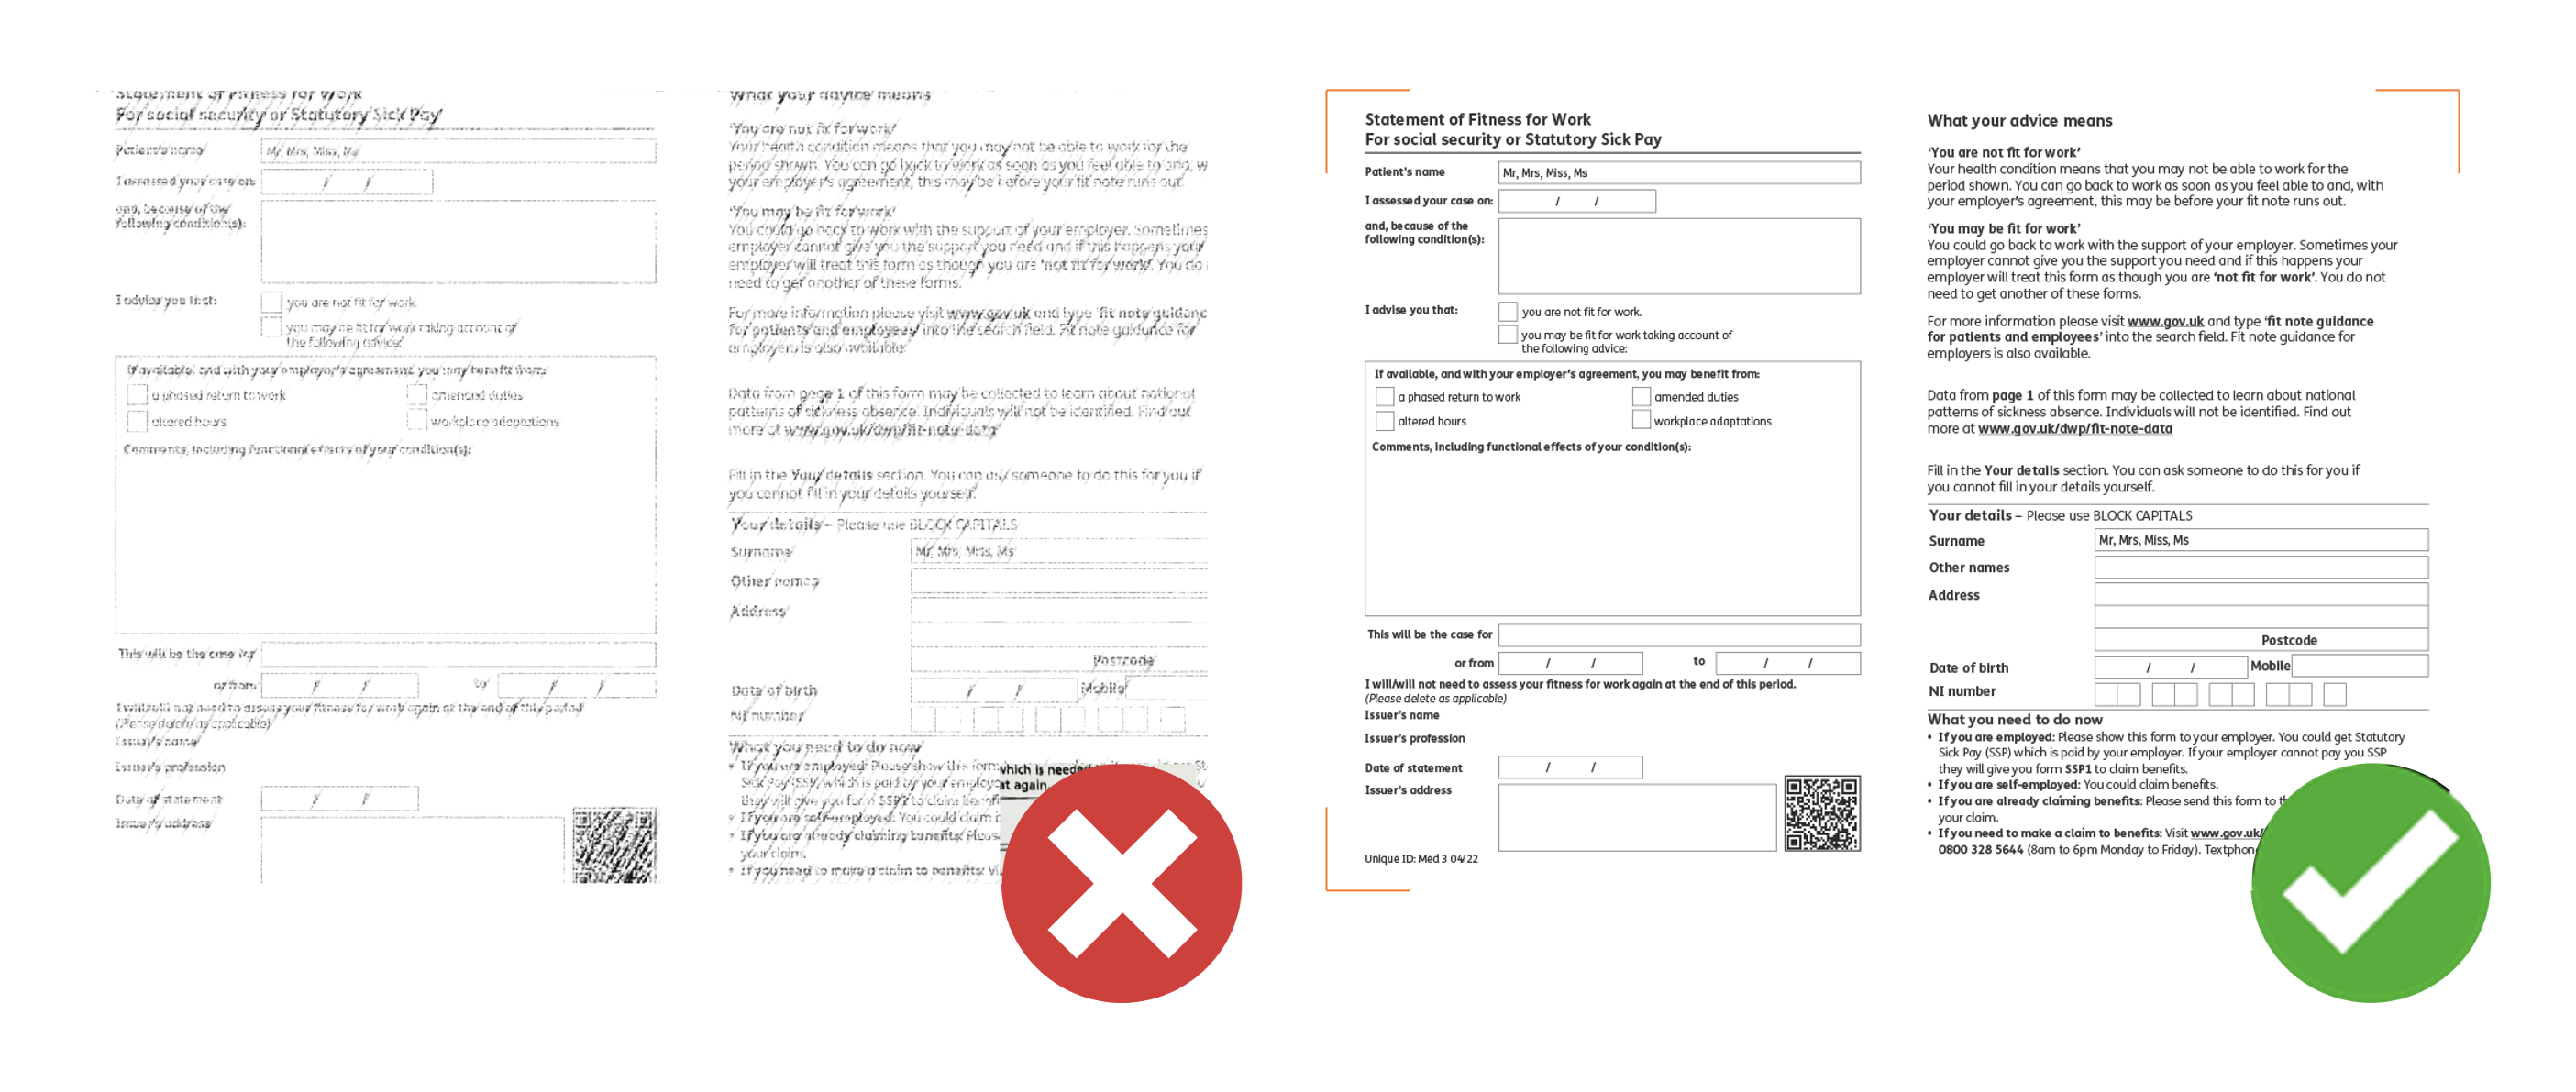 Statement of Fitness for Work
For social security or Statutory Sick Pay
Patient's name
Mr, Mrs, Miss, Ms
I assessed your case on:
/ /
and, because of the
following condition(s):
I advise you that:
you are not fit for work.
you may be fit for work taking account of
the following advice:
If available, and with your employer's agreement, you may benefit from:
a phased return to work
amended duties
altered hours
workplace adaptations
Comments, including functional effects of your condition(s):
This will be the case for
or from / / to / /
I will/will not need to assess your fitness for work again at the end of this period.
(Please delete as applicable)
Issuer's name
Issuer's profession
Date of statement / /
Issuer's address
What your advice means
'You are not fit for work'
Your health condition means that you may not be able to work for the
period shown. You can go back to work as soon as you feel able to and, w
your employer's agreement, this may be before your fit note runs out.
'You may be fit for work'
You could go back to work with the support of your employer. Sometimes
employer cannot give you the support you need and if this happens your
employer will treat this form as though you are 'not fit for work'. You do
need to get another of these forms.
For more information please visit www.gov.uk and type 'fit note guidanc
for patients and employees' into the search field. Fit note guidance for
employers is also available.
Data from page 1 of this form may be collected to learn about national
patterns of sickness absence. Individuals will not be identified. Find out
more at www.gov.uk/dwp/fit-note-data
Fill in the Your details section. You can ask someone to do this for you if
you cannot fill in your details yourself.
Your details – Please use BLOCK CAPITALS
Surname
Mr, Mrs, Miss, Ms
Other names
Address
Postcode
Date of birth / / Mobile
NI number
What you need to do now
• If you are employed: Please show this form
Sick Pay (SSP) which is paid by your employ
they will give you form SSP1 to claim benefi
• If you are self-employed: You could claim b
• If you are already claiming benefits: Pleas
your claim.
• If you need to make a claim to benefits: Vi
which is neede
at again.
Statement of Fitness for Work
For social security or Statutory Sick Pay
Patient's name
Mr, Mrs, Miss, Ms
I assessed your case on:
/ /
and, because of the
following condition(s):
I advise you that:
you are not fit for work.
you may be fit for work taking account of
the following advice:
If available, and with your employer's agreement, you may benefit from:
a phased return to work
amended duties
altered hours
workplace adaptations
Comments, including functional effects of your condition(s):
This will be the case for
or from / / to / /
I will/will not need to assess your fitness for work again at the end of this period.
(Please delete as applicable)
Issuer's name
Issuer's profession
Date of statement / /
Issuer's address
Unique ID: Med 3 04/22
What your advice means
'You are not fit for work'
Your health condition means that you may not be able to work for the
period shown. You can go back to work as soon as you feel able to and, with
your employer's agreement, this may be before your fit note runs out.
'You may be fit for work'
You could go back to work with the support of your employer. Sometimes your
employer cannot give you the support you need and if this happens your
employer will treat this form as though you are 'not fit for work'. You do not
need to get another of these forms.
For more information please visit www.gov.uk and type 'fit note guidance
for patients and employees' into the search field. Fit note guidance for
employers is also available.
Data from page 1 of this form may be collected to learn about national
patterns of sickness absence. Individuals will not be identified. Find out
more at www.gov.uk/dwp/fit-note-data
Fill in the Your details section. You can ask someone to do this for you if
you cannot fill in your details yourself.
Your details – Please use BLOCK CAPITALS
Surname
Mr, Mrs, Miss, Ms
Other names
Address
Postcode
Date of birth / / Mobile
NI number
What you need to do now
• If you are employed: Please show this form to your employer. You could get Statutory
Sick Pay (SSP) which is paid by your employer. If your employer cannot pay you SSP
they will give you form SSP1 to claim benefits.
• If you are self-employed: You could claim benefits.
• If you are already claiming benefits: Please send this form to th
your claim.
• If you need to make a claim to benefits: Visit www.gov.uk/
0800 328 5644 (8am to 6pm Monday to Friday). Textphon